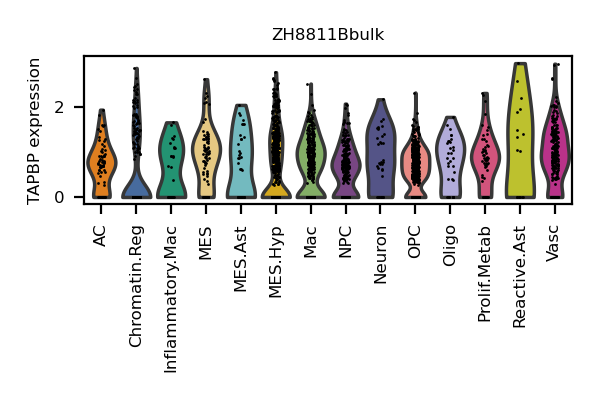 ZH8811Bbulk
TAPBP expression
2
0
AC
Chromatin.Reg
Inflammatory.Mac
MES
MES.Ast
MES.Hyp
Mac
NPC
Neuron
OPC
Oligo
Prolif.Metab
Reactive.Ast
Vasc